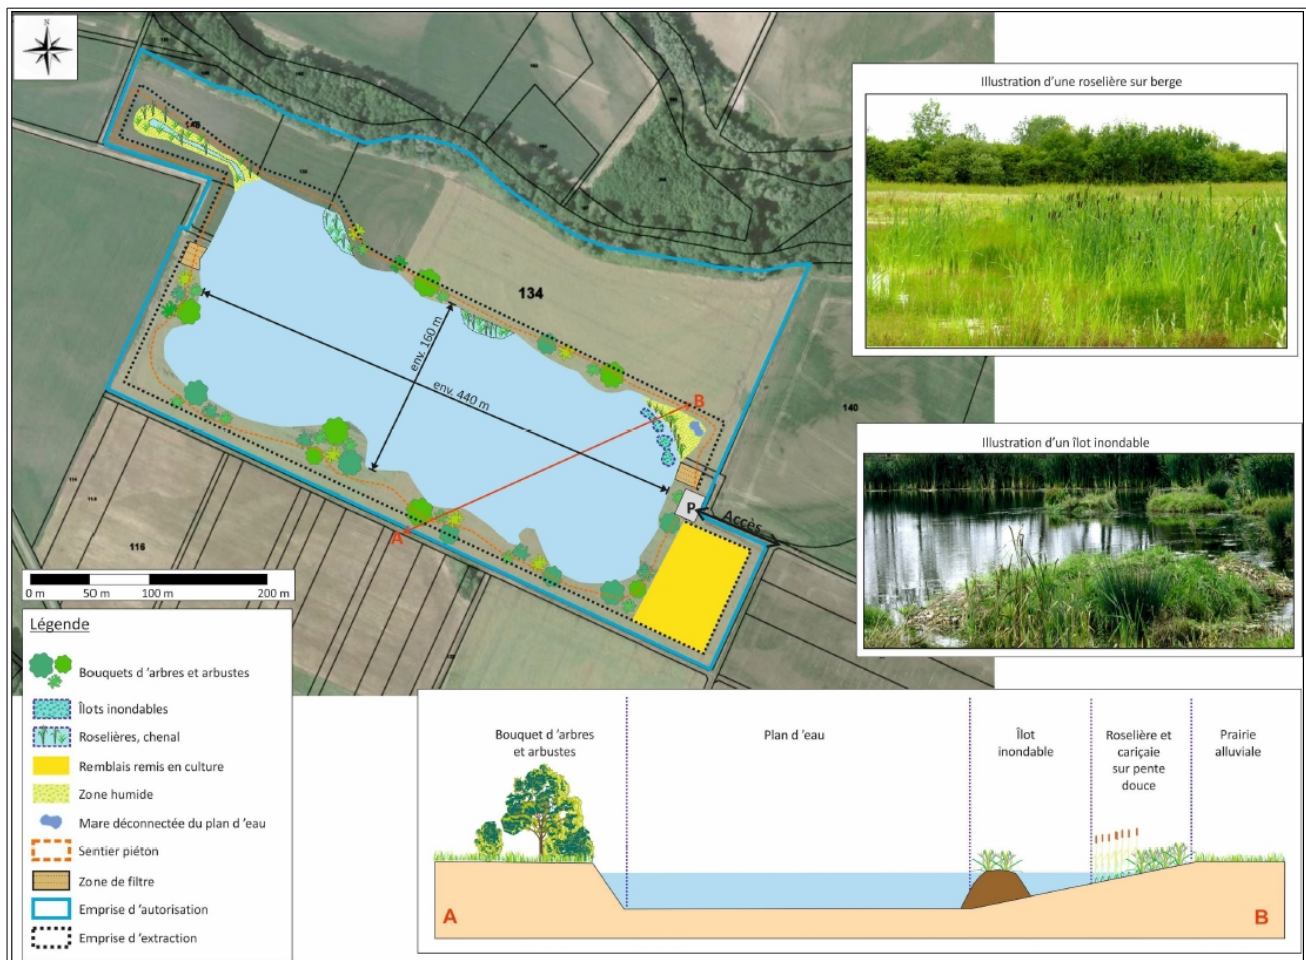 N
134
140
116
env. 160 m
env. 440 m
B
A
P
Accès
0 m 50 m 100 m 200 m
Légende
Bouquets d 'arbres et arbustes
Îlots inondables
Roselières, chenal
Remblais remis en culture
Zone humide
Mare déconnectée du plan d 'eau
Sentier piéton
Zone de filtre
Emprise d 'autorisation
Emprise d 'extraction
Illustration d'une roselière sur berge
Illustration d'un îlot inondable
Bouquet d 'arbres
et arbustes
Plan d 'eau
Îlot
inondable
Roselière et
cariçaie
sur pente
douce
Prairie
alluviale
A
B